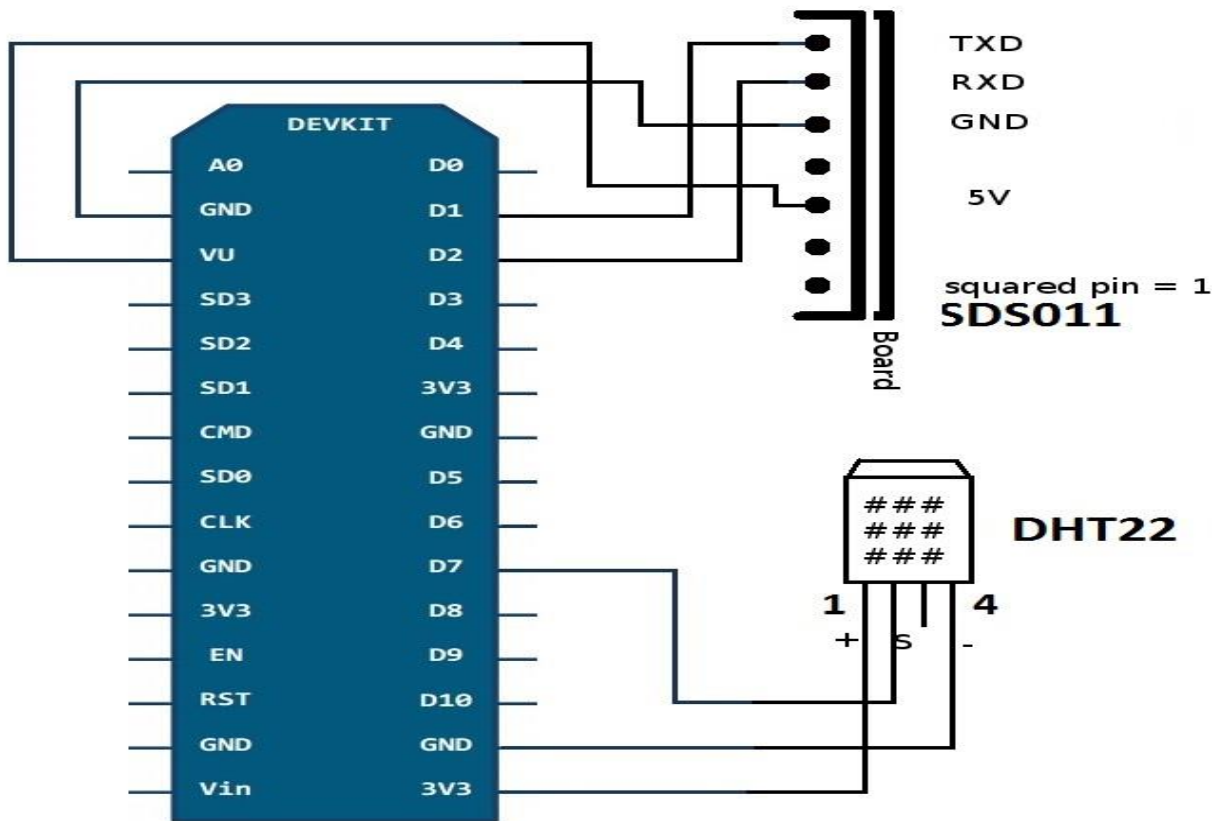 DEVKIT
A0 D0
GND D1
VU D2
SD3 D3
SD2 D4
SD1 3V3
CMD GND
SD0 D5
CLK D6
GND D7
3V3 D8
EN D9
RST D10
GND GND
Vin 3V3
TXD
RXD
GND
5V
squared pin = 1
SDS011
Board
###
###
###
DHT22
1 4
+ s -